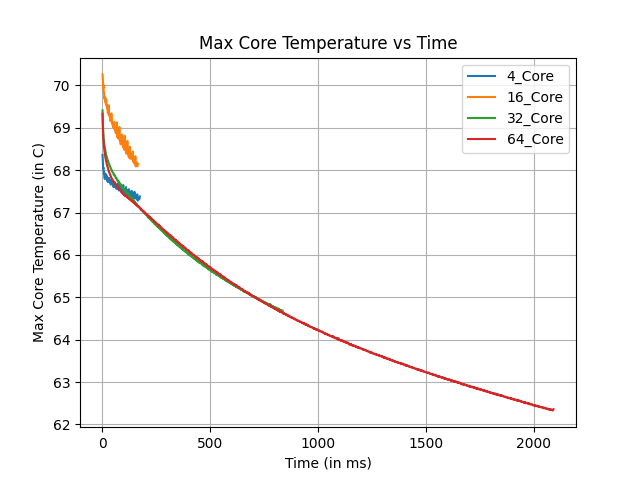 Max Core Temperature vs Time
Max Core Temperature (in C)
70
69
68
67
66
65
64
63
62
4_Core
16_Core
32_Core
64_Core
0 500 1000 1500 2000
Time (in ms)